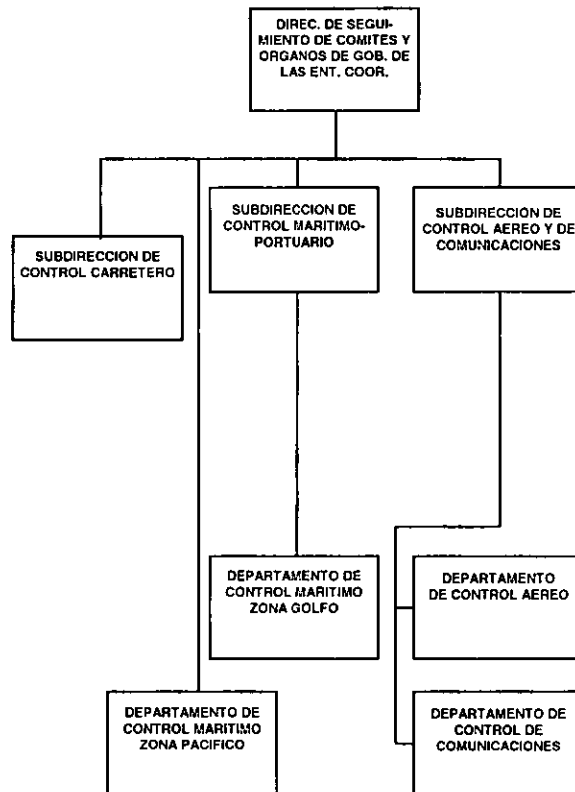 DIREC. DE SEGUI-
MIENTO DE COMITES Y
ORGANOS DE GOB. DE
LAS ENT. COOR.
SUBDIRECCION DE
CONTROL CARRETERO
SUBDIRECCION DE
CONTROL MARITIMO-
PORTUARIO
SUBDIRECCION DE
CONTROL AEREO Y DE
COMUNICACIONES
DEPARTAMENTO DE
CONTROL MARITIMO
ZONA GOLFO
DEPARTAMENTO
DE CONTROL AEREO
DEPARTAMENTO DE
CONTROL MARITIMO
ZONA PACIFICO
DEPARTAMENTO DE
CONTROL DE
COMUNICACIONES